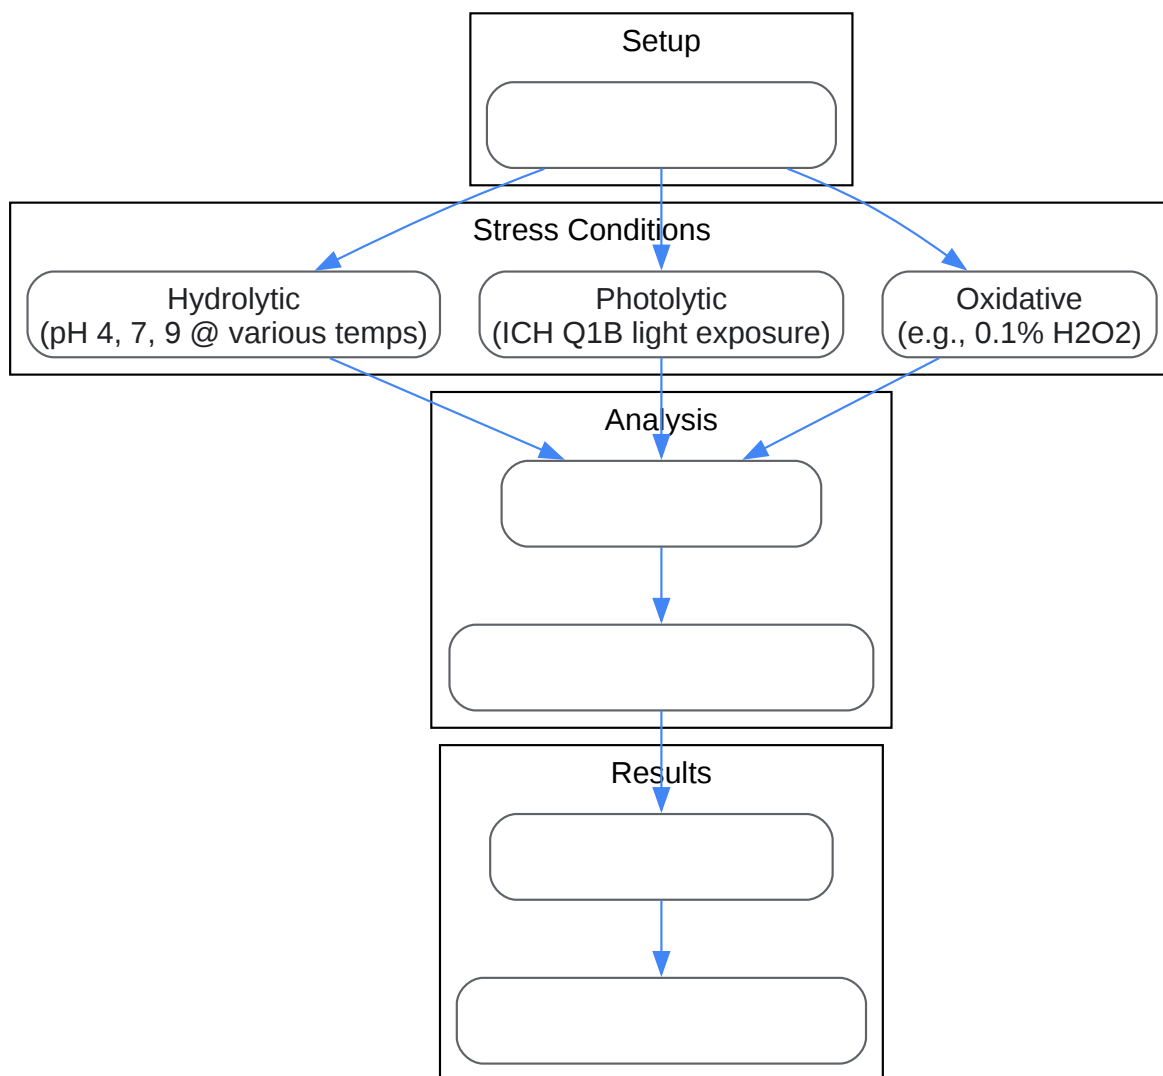 Setup
Stress Conditions
Hydrolytic
(pH 4, 7, 9 @ various temps)
Photolytic
(ICH Q1B light exposure)
Oxidative
(e.g., 0.1% H2O2)
Analysis
Results